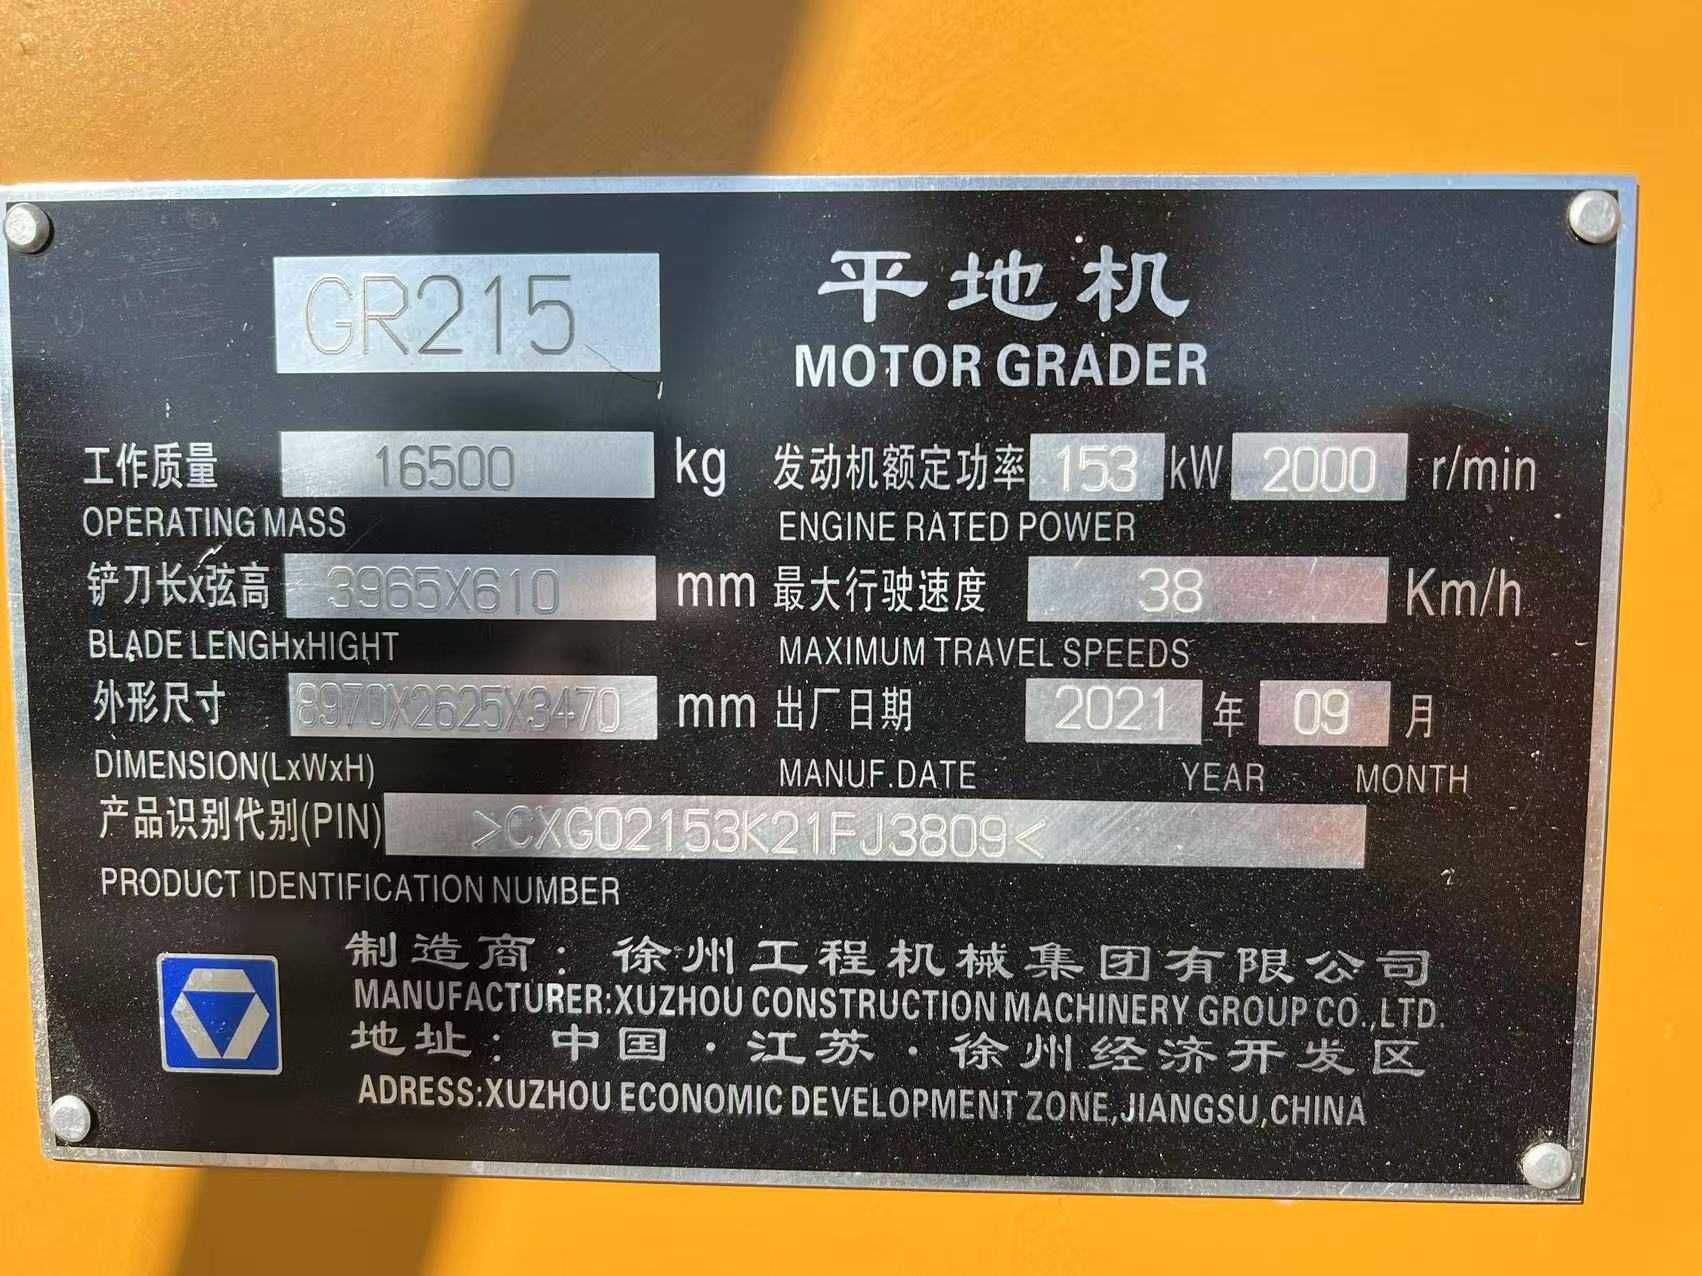 GR215 平地机
MOTOR GRADER
工作质量 16500 kg 发动机额定功率 153 kW 2000 r/min
OPERATING MASS ENGINE RATED POWER
铲刀长x弦高 3965X610 mm 最大行驶速度 38 Km/h
BLADE LENGHxHIGHT MAXIMUM TRAVEL SPEEDS
外形尺寸 8970X2625X3470 mm 出厂日期 2021 年 09 月
DIMENSION(LxWxH) MANUF.DATE YEAR MONTH
产品识别代别(PIN) >CXG02153K21FJ3809<
PRODUCT IDENTIFICATION NUMBER
制造商：徐州工程机械集团有限公司
MANUFACTURER:XUZHOU CONSTRUCTION MACHINERY GROUP CO.,LTD.
地址：中国·江苏·徐州经济开发区
ADRESS:XUZHOU ECONOMIC DEVELOPMENT ZONE,JIANGSU,CHINA